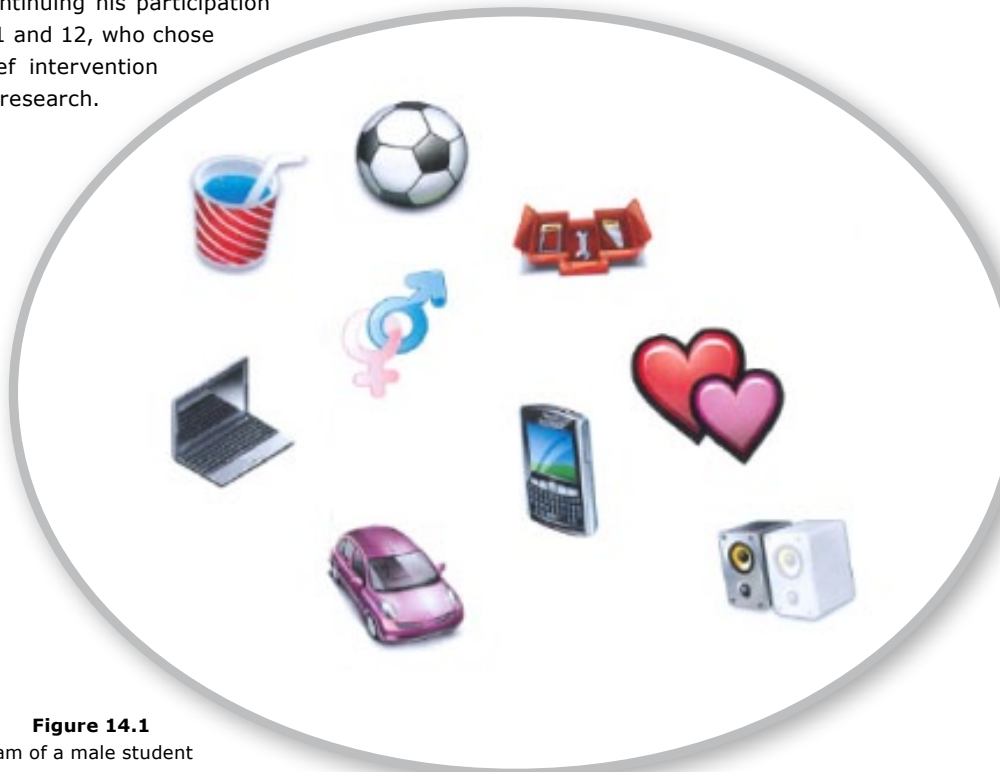 ntinuing his participation
1 and 12, who chose
ef intervention
research.
Figure 14.1
am of a male student